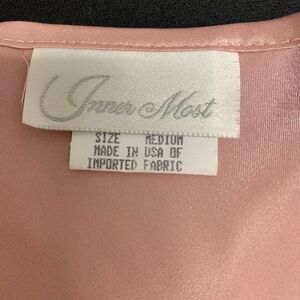 Inner Most
SIZE MEDIUM
MADE IN USA OF
IMPORTED FABRIC